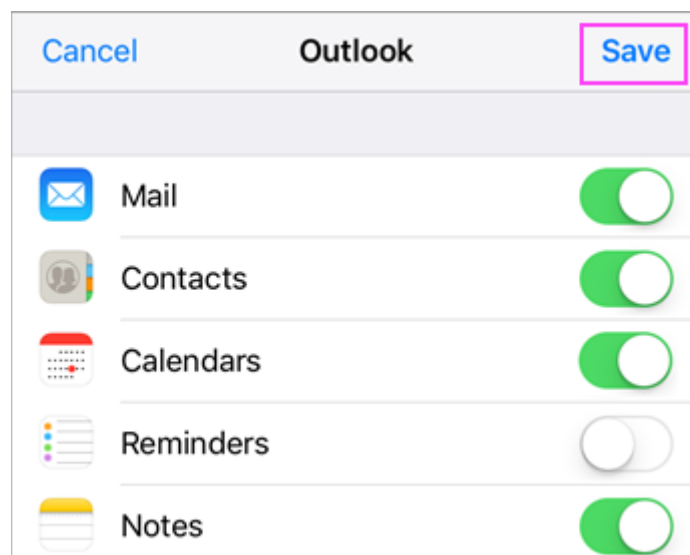 Cancel Outlook Save
Mail
Contacts
Calendars
Reminders
Notes